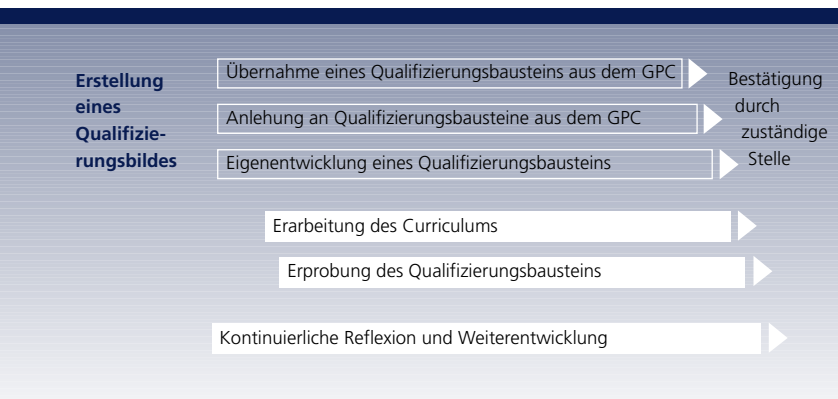 Erstellung
eines
Qualifizie-
rungsbildes
Übernahme eines Qualifizierungsbausteins aus dem GPC
Anlehung an Qualifizierungsbausteine aus dem GPC
Eigenentwicklung eines Qualifizierungsbausteins
Bestätigung
durch
zuständige
Stelle
Erarbeitung des Curriculums
Erprobung des Qualifizierungsbausteins
Kontinuierliche Reflexion und Weiterentwicklung